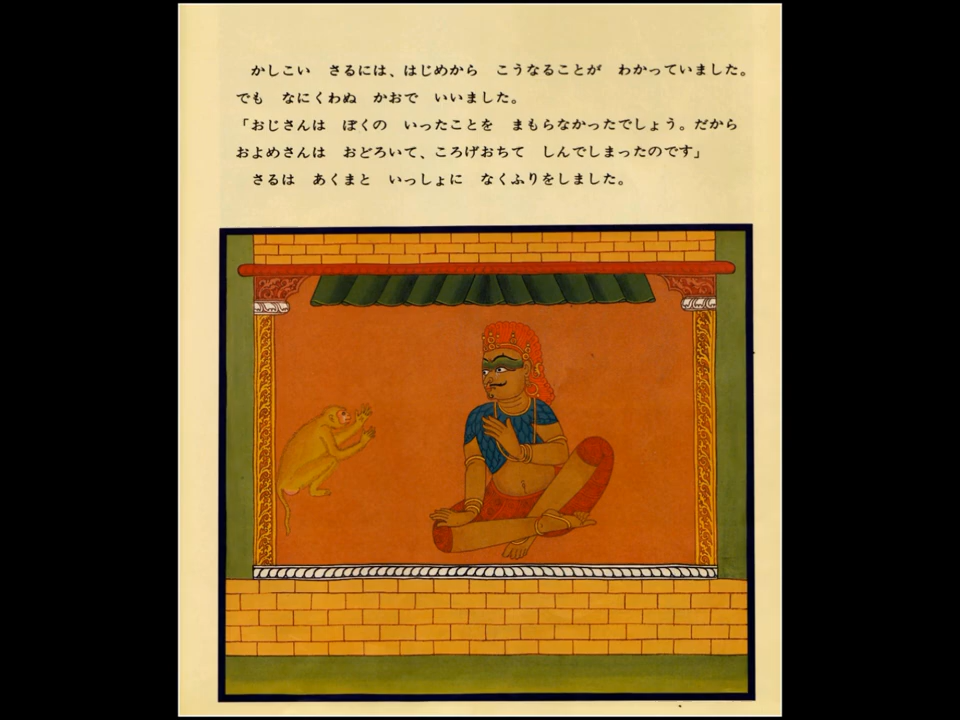 かしこい　さるには、はじめから　こうなることが　わかっていました。
でも　なにくわぬ　かおで　いいました。
「おじさんは　ぼくの　いったことを　まもらなかったでしょう。だから
およめさんは　おどろいて、ころげおちて　しんでしまったのです」
さるは　あくまと　いっしょに　なくふりをしました。